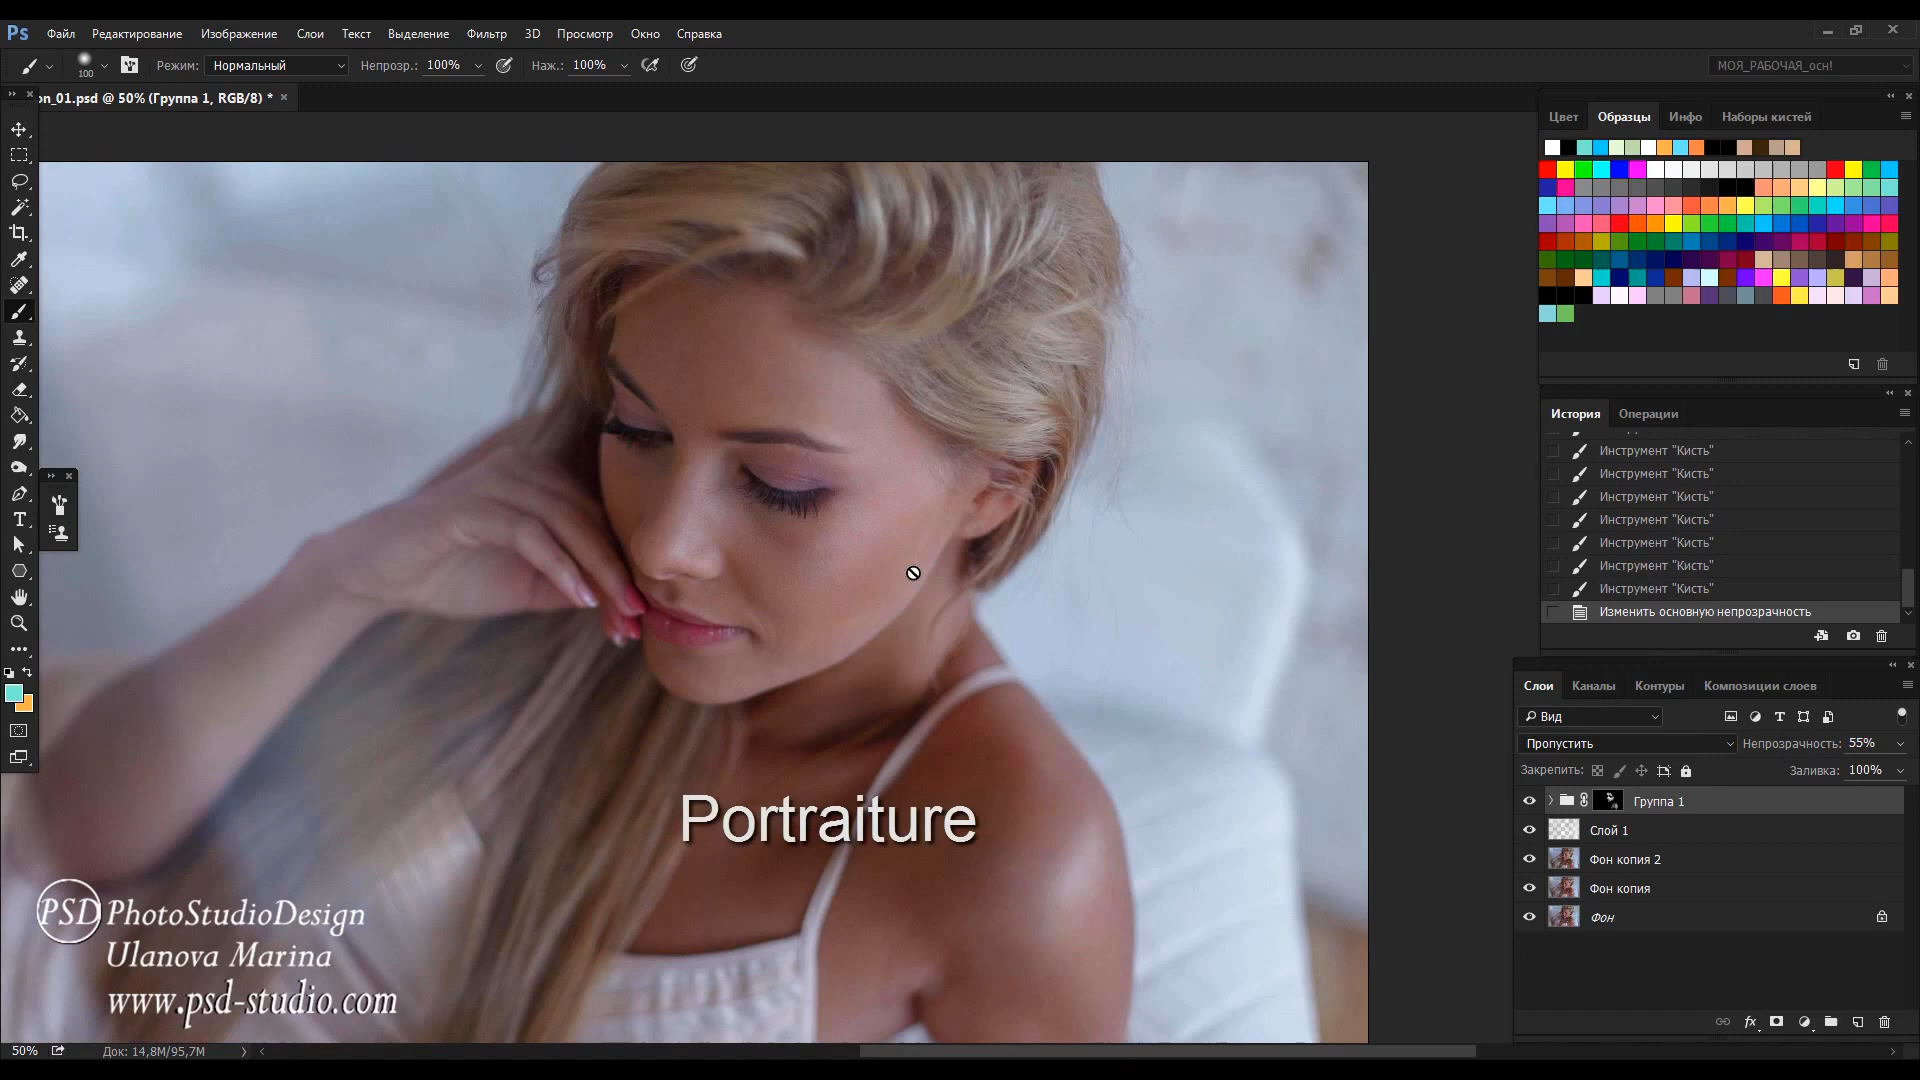 Ps Файл Редактирование Изображение Слои Текст Выделение Фильтр 3D Просмотр Окно Справка
100 Режим: Нормальный Непрозр.: 100% Наж.: 100% МОЯ_РАБОЧАЯ_осн!
on_01.psd @ 50% (Группа 1, RGB/8) *
Цвет Образцы Инфо Наборы кистей
История Операции
Инструмент "Кисть"
Инструмент "Кисть"
Инструмент "Кисть"
Инструмент "Кисть"
Инструмент "Кисть"
Инструмент "Кисть"
Инструмент "Кисть"
Изменить основную непрозрачность
Слои Каналы Контуры Композиции слоев
Вид
Пропустить Непрозрачность: 55%
Закрепить: Заливка: 100%
Группа 1
Слой 1
Фон копия 2
Фон копия
Фон
Portraiture
PSD PhotoStudioDesign
Ulanova Marina
www.psd-studio.com
50% Док: 14,8M/95,7M